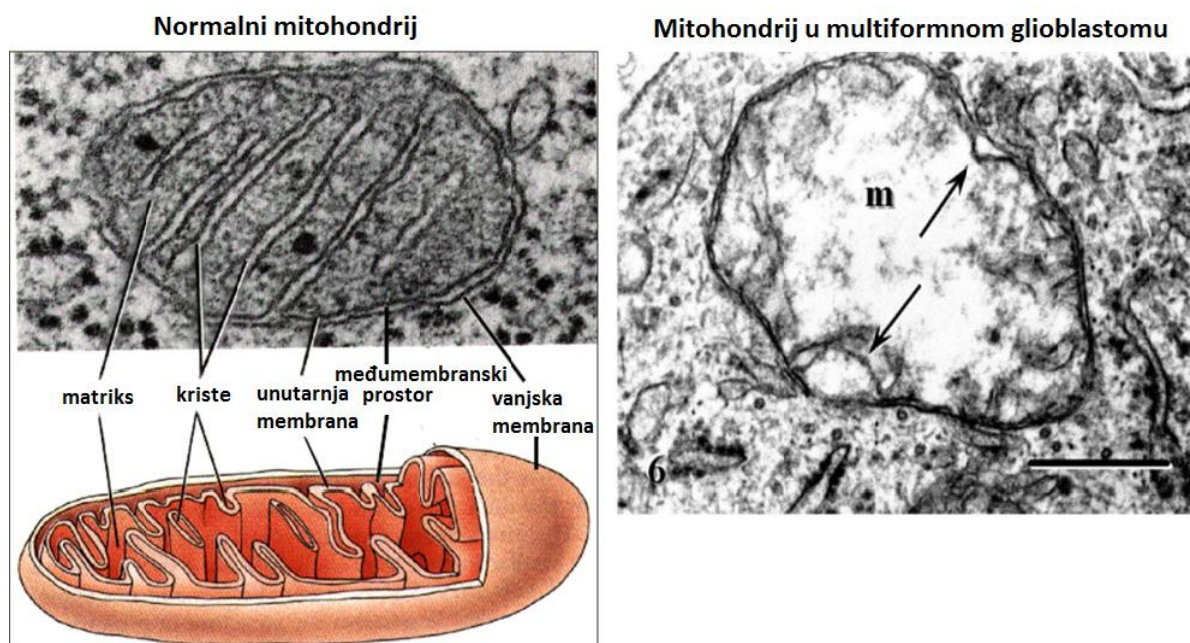 Normalni mitohondrij
Mitohondrij u multiformnom glioblastomu
matriks
kriste
unutarnja
membrana
međumembranski
prostor
vanjska
membrana
m
6